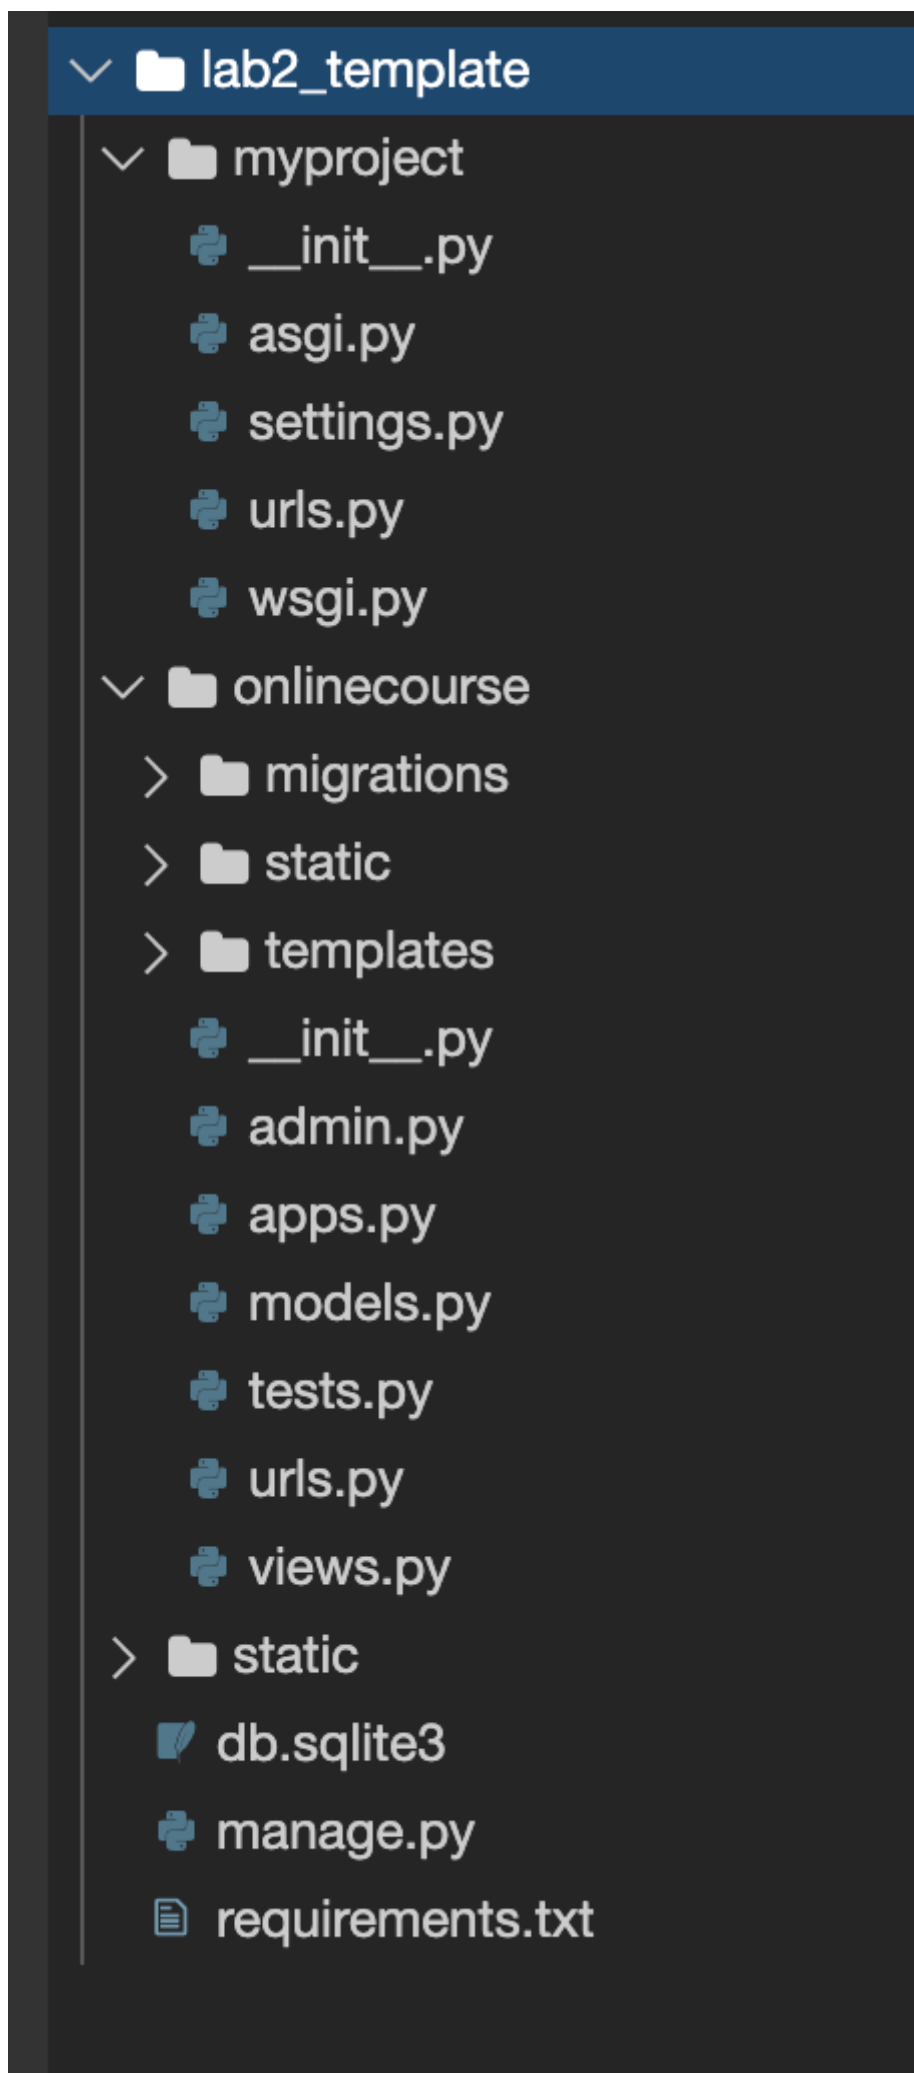 lab2_template
myproject
__init__.py
asgi.py
settings.py
urls.py
wsgi.py
onlinecourse
migrations
static
templates
__init__.py
admin.py
apps.py
models.py
tests.py
urls.py
views.py
static
db.sqlite3
manage.py
requirements.txt